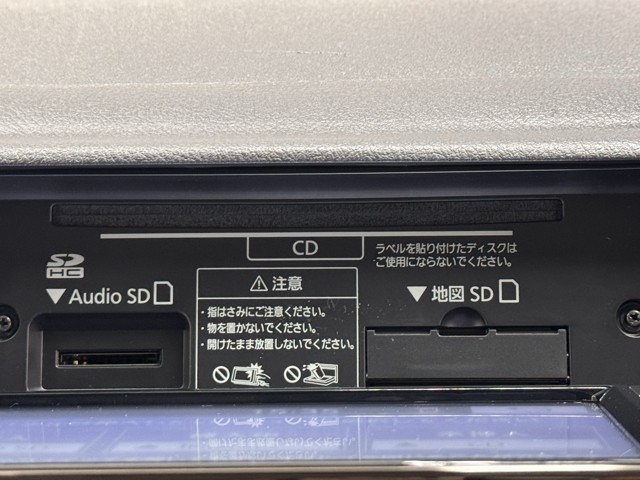 CD
ラベルを貼り付けたディスクは
ご使用にならないでください。
SD
HC
▼Audio SD
⚠注意
・指はさみにご注意ください。
・物を置かないでください。
・開けたまま放置しないでください。
▼地図 SD